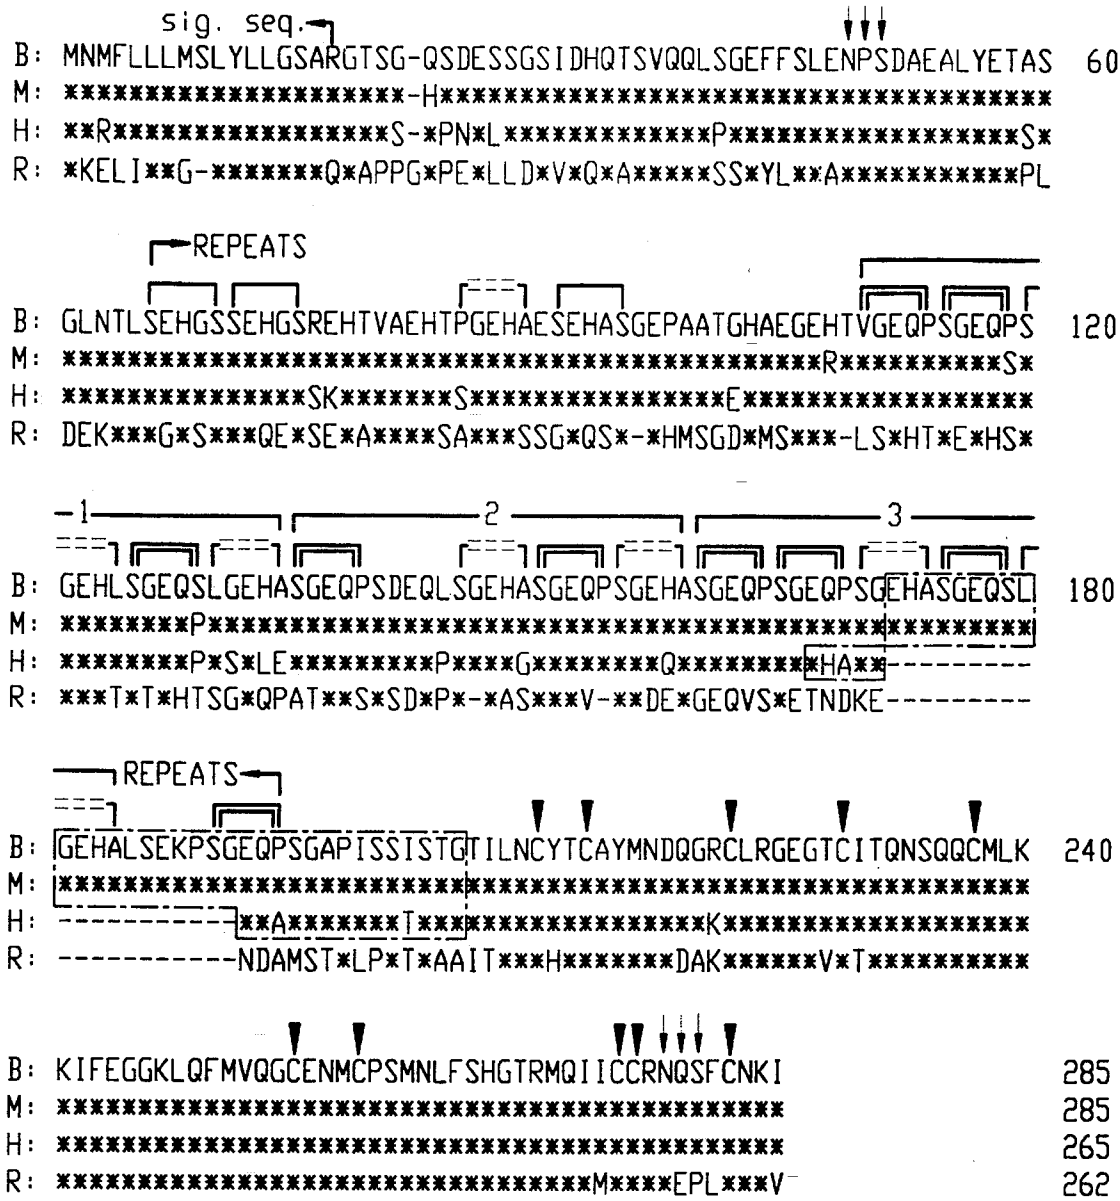 sig. seq.
B: MNMFLLLMSLYLLGSARGTSG-QSDESSGSIDHQTSVQQLSGEFFSLENPSDAEALYETAS 60
M: *********************-H**************************************
H: **R*****************S-*PN*L*************P******************S*
R: *KELI**G-*******Q*APPG*PE*LLD*V*Q*A*****SS*YL**A***********PL
REPEATS
B: GLNTLSEHGSSEHGSREHTVAEHTPGEHAESEHASGEPAATGHAEGEHTVGEQPSGEQPS 120
M: ***********************************************R**********S*
H: ***************SK*******S****************E******************
R: DEK***G*S***QE*SE*A****SA***SSG*QS*-*HMSGD*MS***-LS*HT*E*HS*
1 2 3
B: GEHLSGEQSLGEHASGEQPSDEQLSGEHASGEQPSGEHASGEQPSGEQPSGEHASGEQSL 180
M: ********P***************************************************
H: ********P*S*LE*********P****G********Q*********HA**---------
R: ***T*T*HTSG*QPAT**S*SD*P*-*AS***V-**DE*GEQVS*ETNDKE---------
REPEATS
B: GEHALSEKPSGEQPSGAPISSISTGTILNCYTCAYMNDQGRCLRGEGTCITQNSQQCMLK 240
M: ************************************************************
H: -----------**A*******T******************K*******************
R: -----------NDAMST*LP*T*AAIT***H*******DAK******V*T**********
B: KIFEGGKLQFMVQGCENMCPSMNLFSHGTRMQIICCRNQSFCNKI 285
M: ********************************************* 285
H: ********************************************* 265
R: *********************************M****EPL***V 262